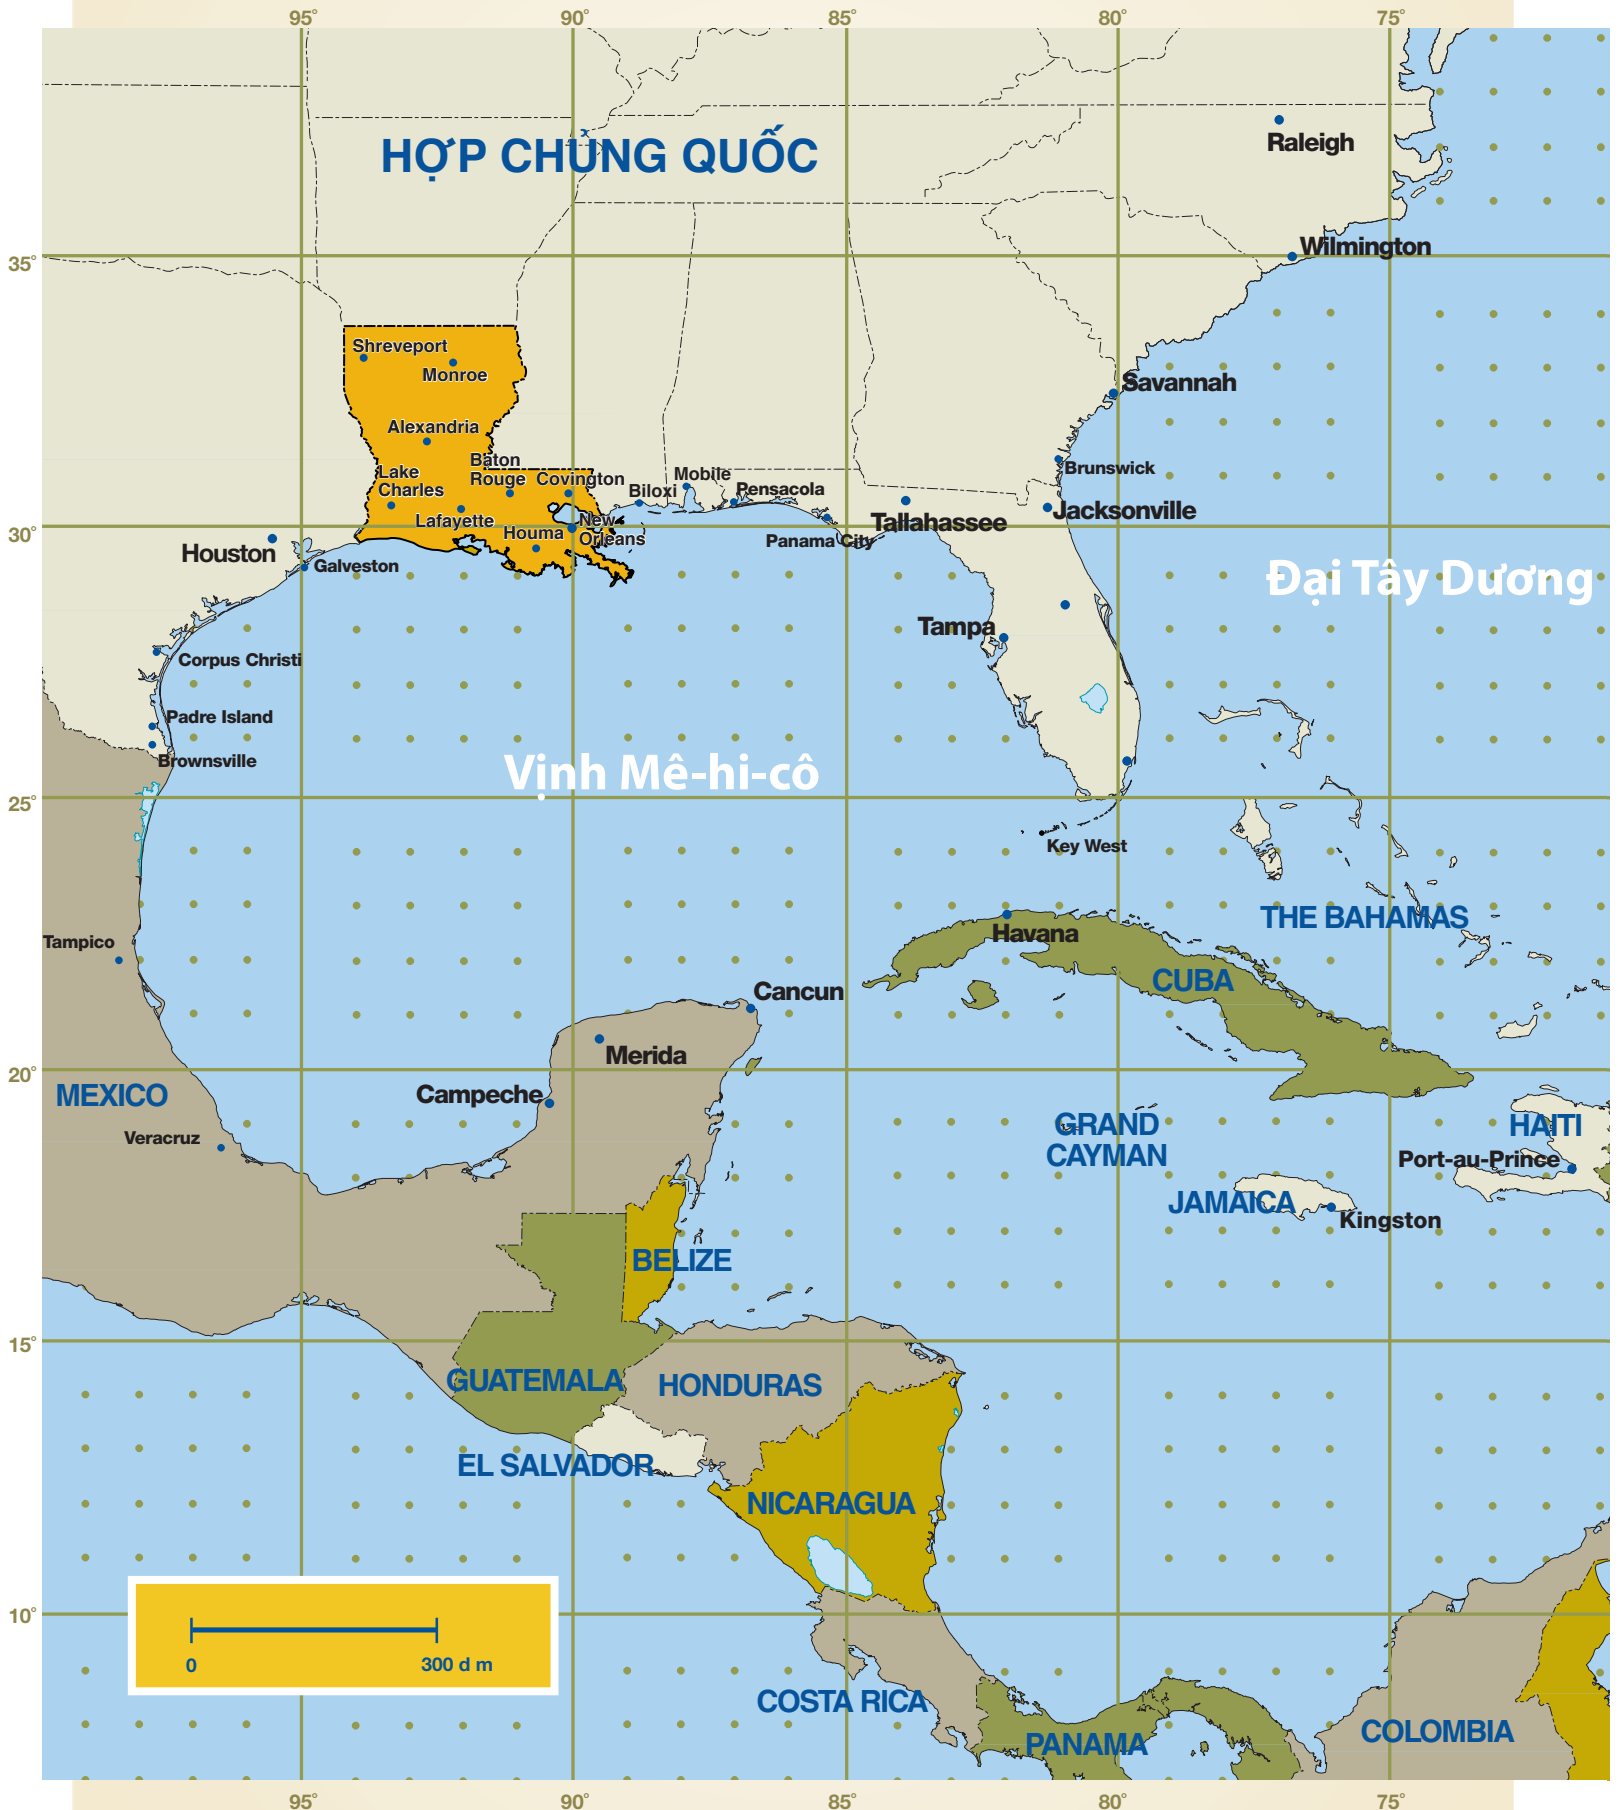 95° 90° 85° 80° 75°
HỢP CHỦNG QUỐC
Raleigh
Wilmington
35°
Shreveport
Monroe
Savannah
Alexandria
Baton
Rouge
Lake
Charles
Covington
Lafayette
Houma
New
Orleans
Biloxi
Mobile
Pensacola
Panama City
Tallahassee
Brunswick
Jacksonville
30°
Houston
Galveston
Đại Tây Dương
Tampa
Corpus Christi
Padre Island
Brownsville
Vịnh Mê-hi-cô
25°
Key West
THE BAHAMAS
Havana
CUBA
Tampico
Cancun
Merida
20°
MEXICO
Campeche
Veracruz
GRAND
CAYMAN
HAITI
Port-au-Prince
JAMAICA
Kingston
BELIZE
15°
GUATEMALA
HONDURAS
EL SALVADOR
NICARAGUA
10°
0
300 d m
COSTA RICA
PANAMA
COLOMBIA
95° 90° 85° 80° 75°